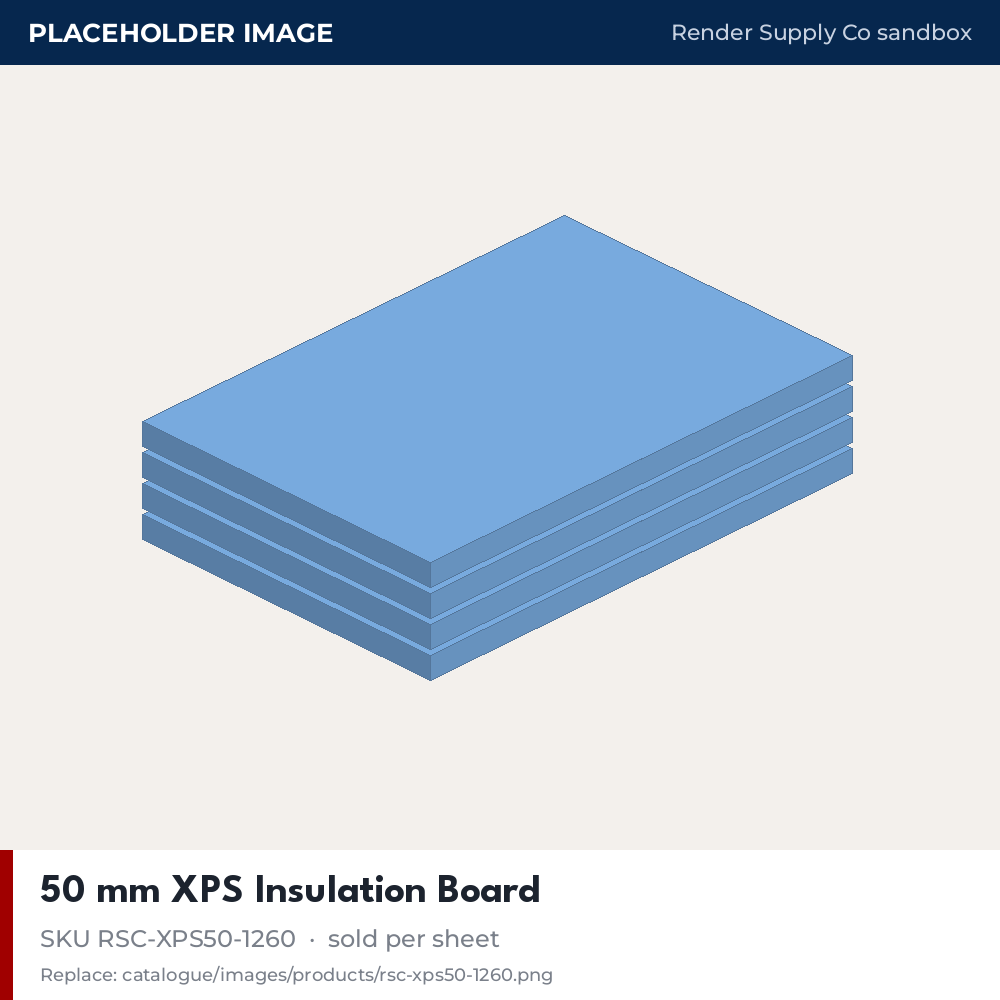 PLACEHOLDER IMAGE
Render Supply Co sandbox
50 mm XPS Insulation Board
SKU RSC-XPS50-1260 · sold per sheet
Replace: catalogue/images/products/rsc-xps50-1260.png